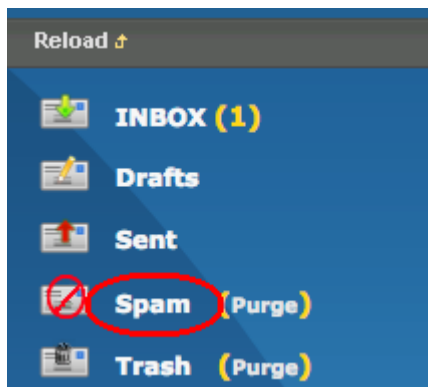 Reload
INBOX (1)
Drafts
Sent
Spam (Purge)
Trash (Purge)